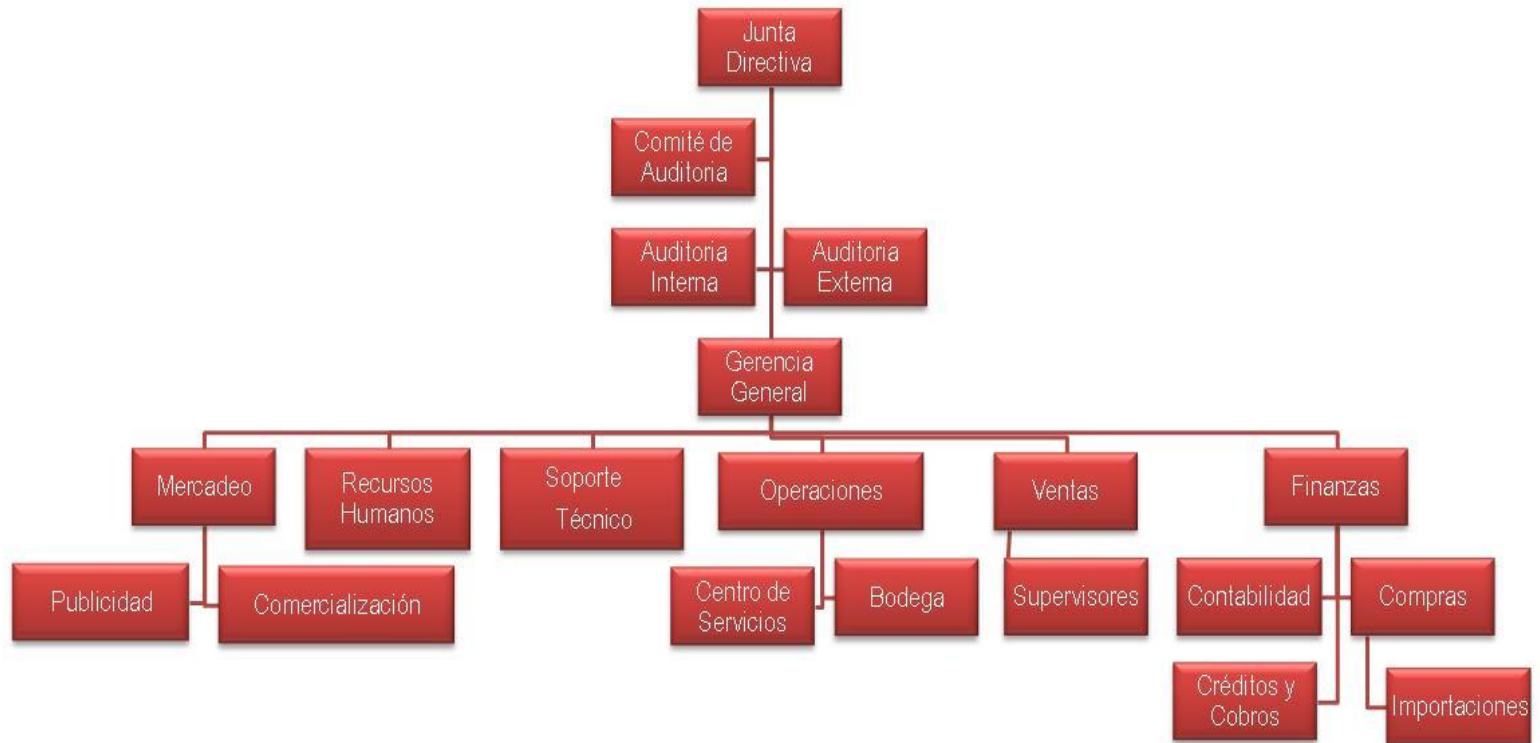 Junta
Directiva
Comité de
Auditoria
Auditoria
Interna
Auditoria
Externa
Gerencia
General
Mercadeo
Recursos
Humanos
Soporte
Técnico
Operaciones
Ventas
Finanzas
Publicidad
Comercialización
Centro de
Servicios
Bodega
Supervisores
Contabilidad
Compras
Créditos y
Cobros
Importaciones